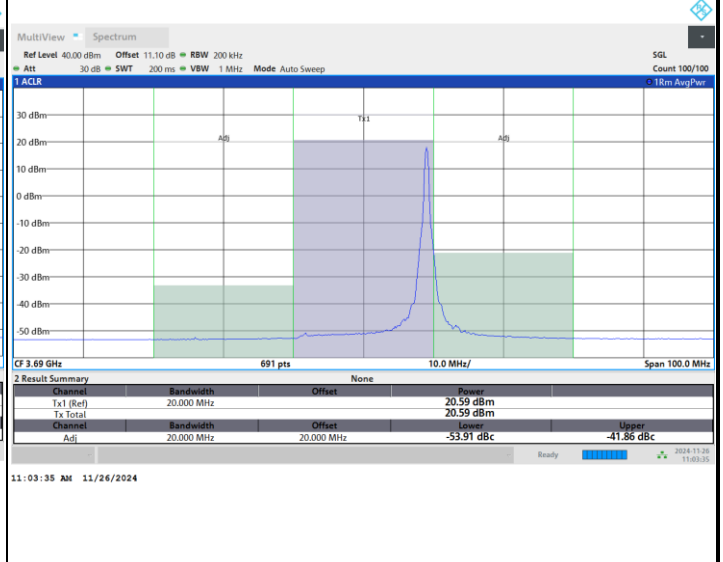 MultiView Spectrum
Ref Level 40.00 dBm Offset 11.10 dB RBW 200 kHz SGL
Att 30 dB SWT 200 ms VBW 1 MHz Mode Auto Sweep Count 100/100
1 ACLR 1Rm AvgPwr
30 dBm
Tx1
20 dBm
Adj Adj
10 dBm
0 dBm
-10 dBm
-20 dBm
-30 dBm
-40 dBm
-50 dBm
CF 3.69 GHz 691 pts 10.0 MHz/ Span 100.0 MHz
2 Result Summary None
Channel Bandwidth Offset Power
Tx1 (Ref) 20.000 MHz 20.59 dBm
Tx Total 20.59 dBm
Channel Bandwidth Offset Lower Upper
Adj 20.000 MHz 20.000 MHz -53.91 dBc -41.86 dBc
Ready 2024-11-26
11:03:35
11:03:35 AM 11/26/2024